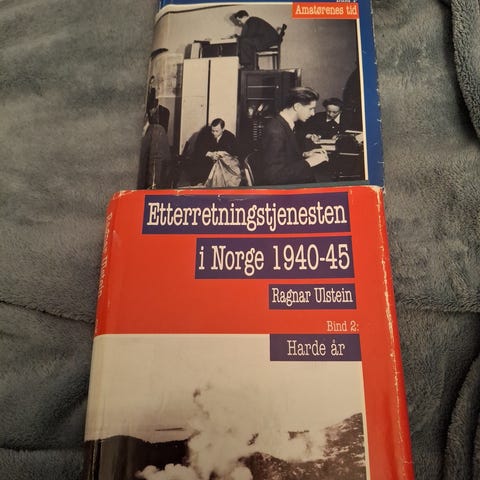 Amatørenes tid
Etterretningstjenesten
i Norge 1940-45
Ragnar Ulstein
Bind 2:
Harde år